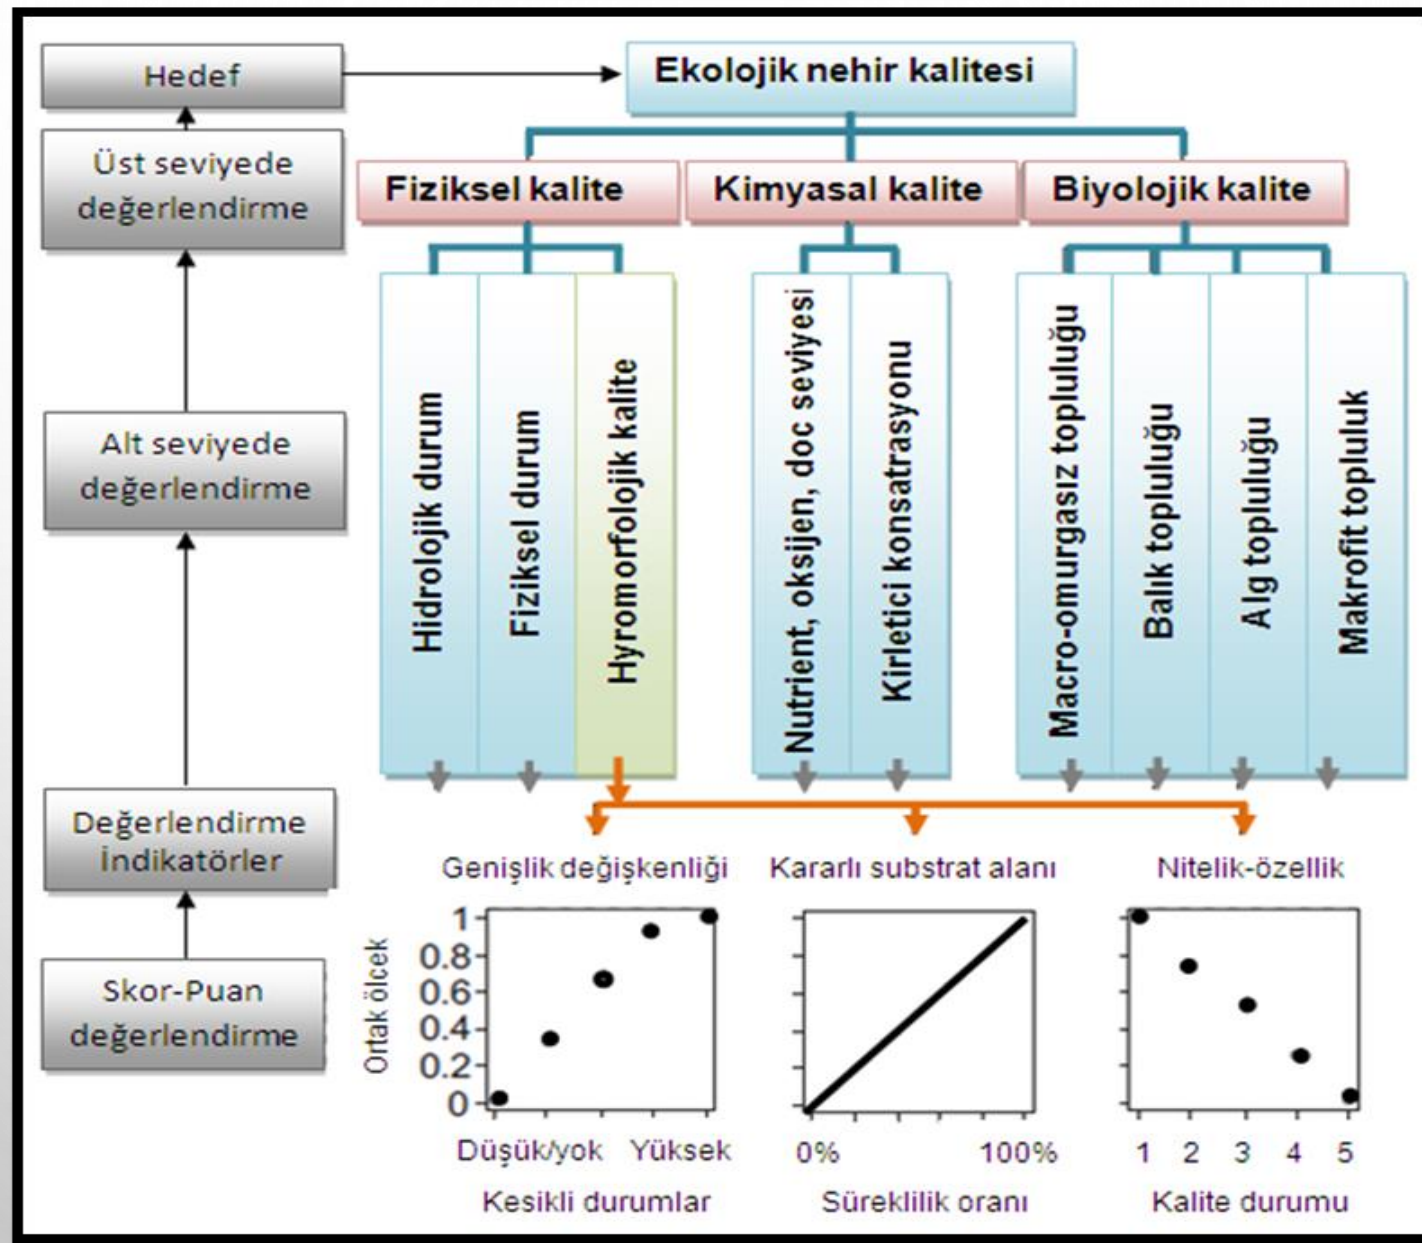 Hedef
Ekolojik nehir kalitesi
Üst seviyede
değerlendirme
Fiziksel kalite
Kimyasal kalite
Biyolojik kalite
Alt seviyede
değerlendirme
Hidrolojik durum
Fiziksel durum
Hyromorfolojik kalite
Nutrient, oksijen, doc seviyesi
Kirletici konsatrasyonu
Macro-omurgasız topluluğu
Balık topluluğu
Alg topluluğu
Makrofit topluluk
Değerlendirme
İndikatörler
Skor-Puan
değerlendirme
Genişlik değişkenliği
Kararlı substrat alanı
Nitelik-özellik
Ortak ölcek
1
0.8
0.6
0.4
0.2
0
Düşük/yok Yüksek
0% 100%
1 2 3 4 5
Kesikli durumlar
Süreklilik oranı
Kalite durumu